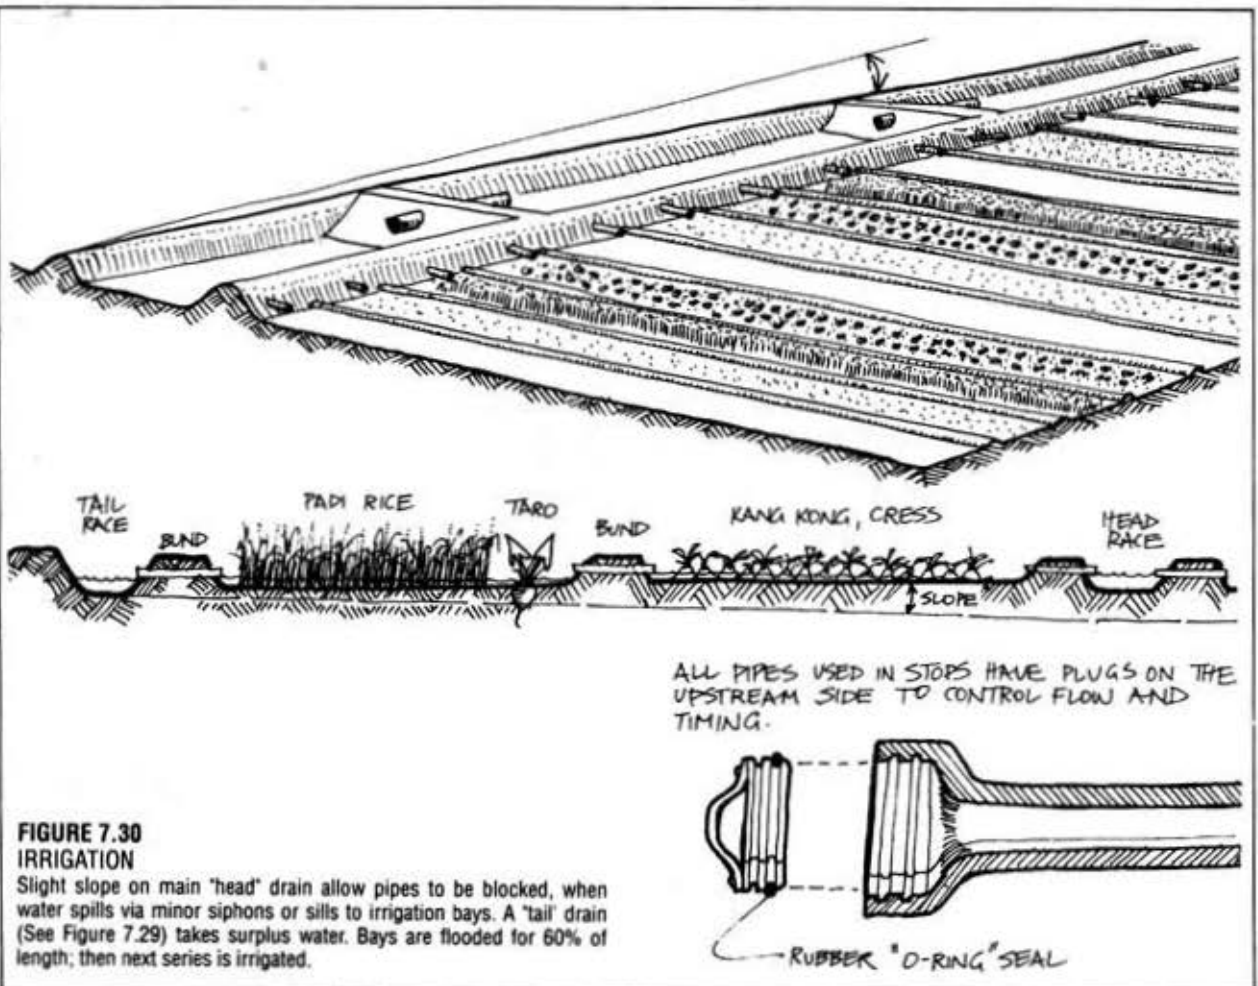 TAIL
RACE
BUND
PADI RICE
TARO
BUND
KANG KONG, CRESS
HEAD
RACE
SLOPE
ALL PIPES USED IN STOPS HAVE PLUGS ON THE
UPSTREAM SIDE TO CONTROL FLOW AND
TIMING.
RUBBER "O-RING" SEAL
FIGURE 7.30
IRRIGATION
Slight slope on main "head" drain allow pipes to be blocked, when
water spills via minor siphons or sills to irrigation bays. A "tail' drain
(See Figure 7.29) takes surplus water. Bays are flooded for 60% of
length; then next series is irrigated.